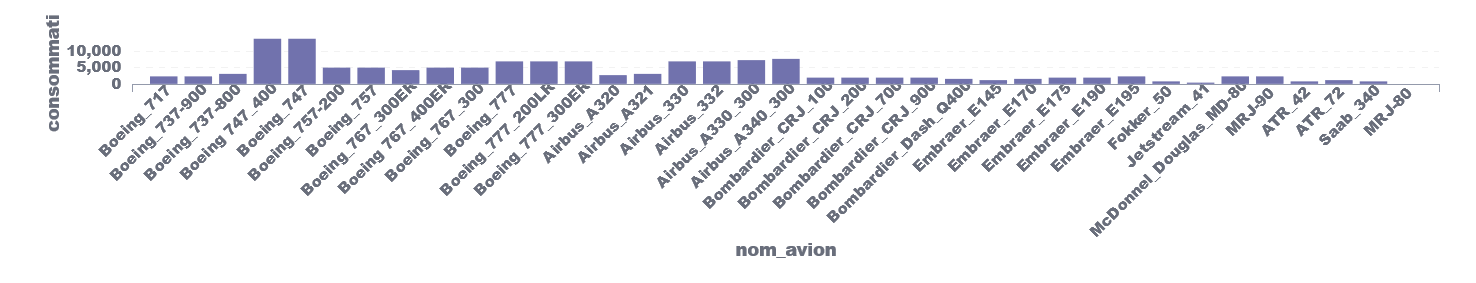 consommati
10,000
5,000
0
Boeing_717
Boeing_737-900
Boeing_737-800
Boeing 747_400
Boeing_747
Boeing_757-200
Boeing_757
Boeing_767_300ER
Boeing 767_400ER
Boeing_767_300
Boeing_777
Boeing_777_200LR
Boeing_777_300ER
Airbus_A320
Airbus_A321
Airbus_330
Airbus_332
Airbus_A330_300
Airbus_A340_300
Bombardier_CRJ_100
Bombardier_CRJ_200
Bombardier_CRJ_700
Bombardier_CRJ_900
Bombardier_Dash_Q400
Embraer_E145
Embraer_E170
Embraer_E175
Embraer_E190
Embraer_E195
Fokker_50
Jetstream_41
McDonnel_Douglas_MD-80
MRJ-90
ATR_42
ATR_72
Saab_340
MRJ-80
nom_avion